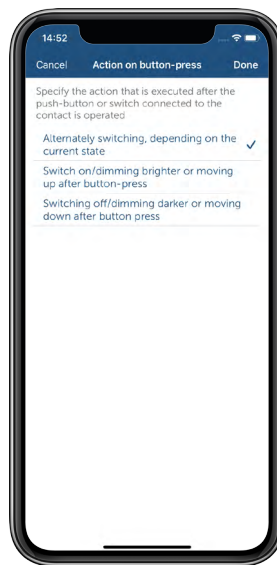 14:52
Cancel Action on button-press Done
Specify the action that is executed after the
push-button or switch connected to the
contact is operated
Alternately switching, depending on the
current state
Switch on/dimming brighter or moving
up after button-press
Switching off/dimming darker or moving
down after button press